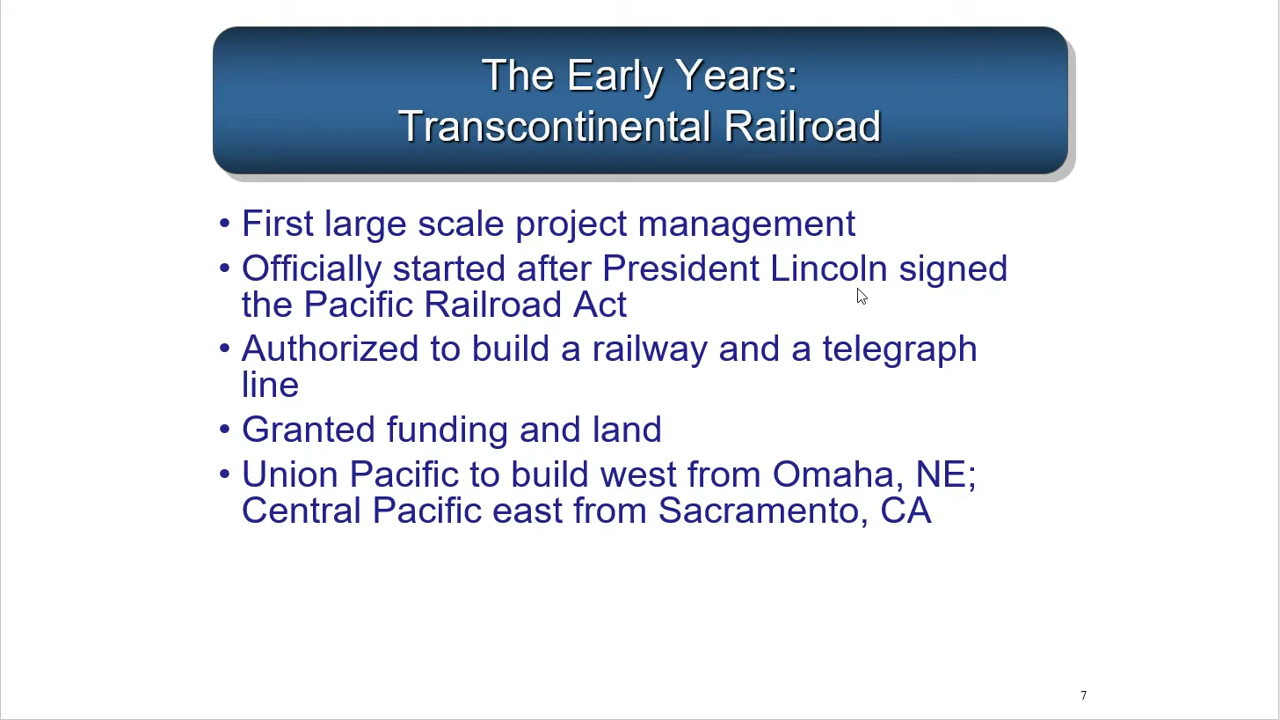 The Early Years:
Transcontinental Railroad
• First large scale project management
• Officially started after President Lincoln signed
the Pacific Railroad Act
• Authorized to build a railway and a telegraph
line
• Granted funding and land
• Union Pacific to build west from Omaha, NE;
Central Pacific east from Sacramento, CA
7